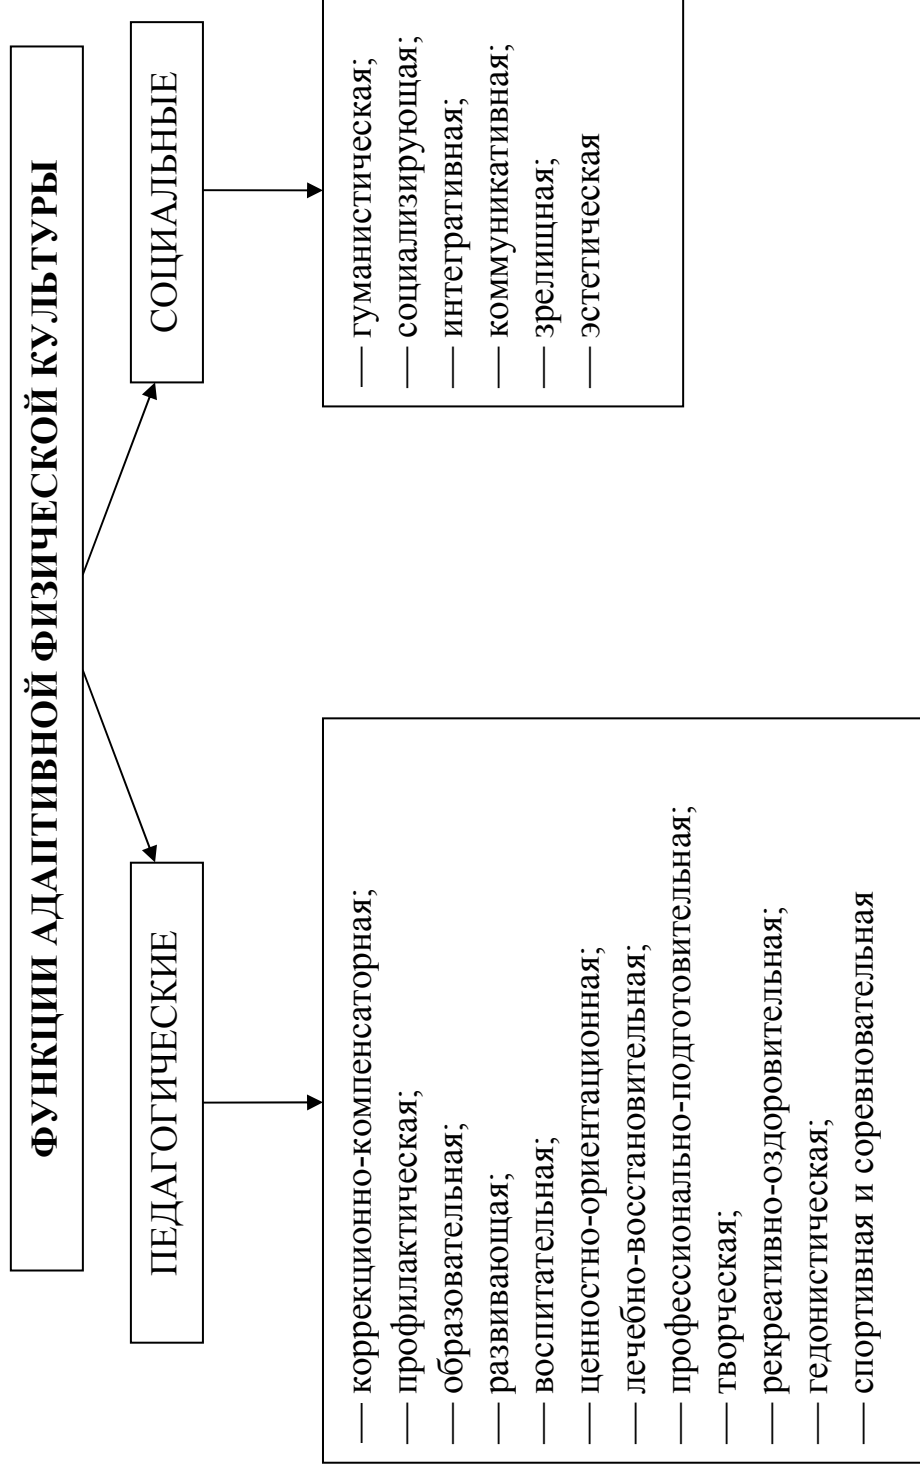 ФУНКЦИИ АДАПТИВНОЙ ФИЗИЧЕСКОЙ КУЛЬТУРЫ
ПЕДАГОГИЧЕСКИЕ
— коррекционно-компенсаторная;
— профилактическая;
— образовательная;
— развивающая;
— воспитательная;
— ценностно-ориентационная;
— лечебно-восстановительная;
— профессионально-подготовительная;
— творческая;
— рекреативно-оздоровительная;
— гедонистическая;
— спортивная и соревновательная
СОЦИАЛЬНЫЕ
— гуманистическая;
— социализирующая;
— интегративная;
— коммуникативная;
— зрелищная;
— эстетическая